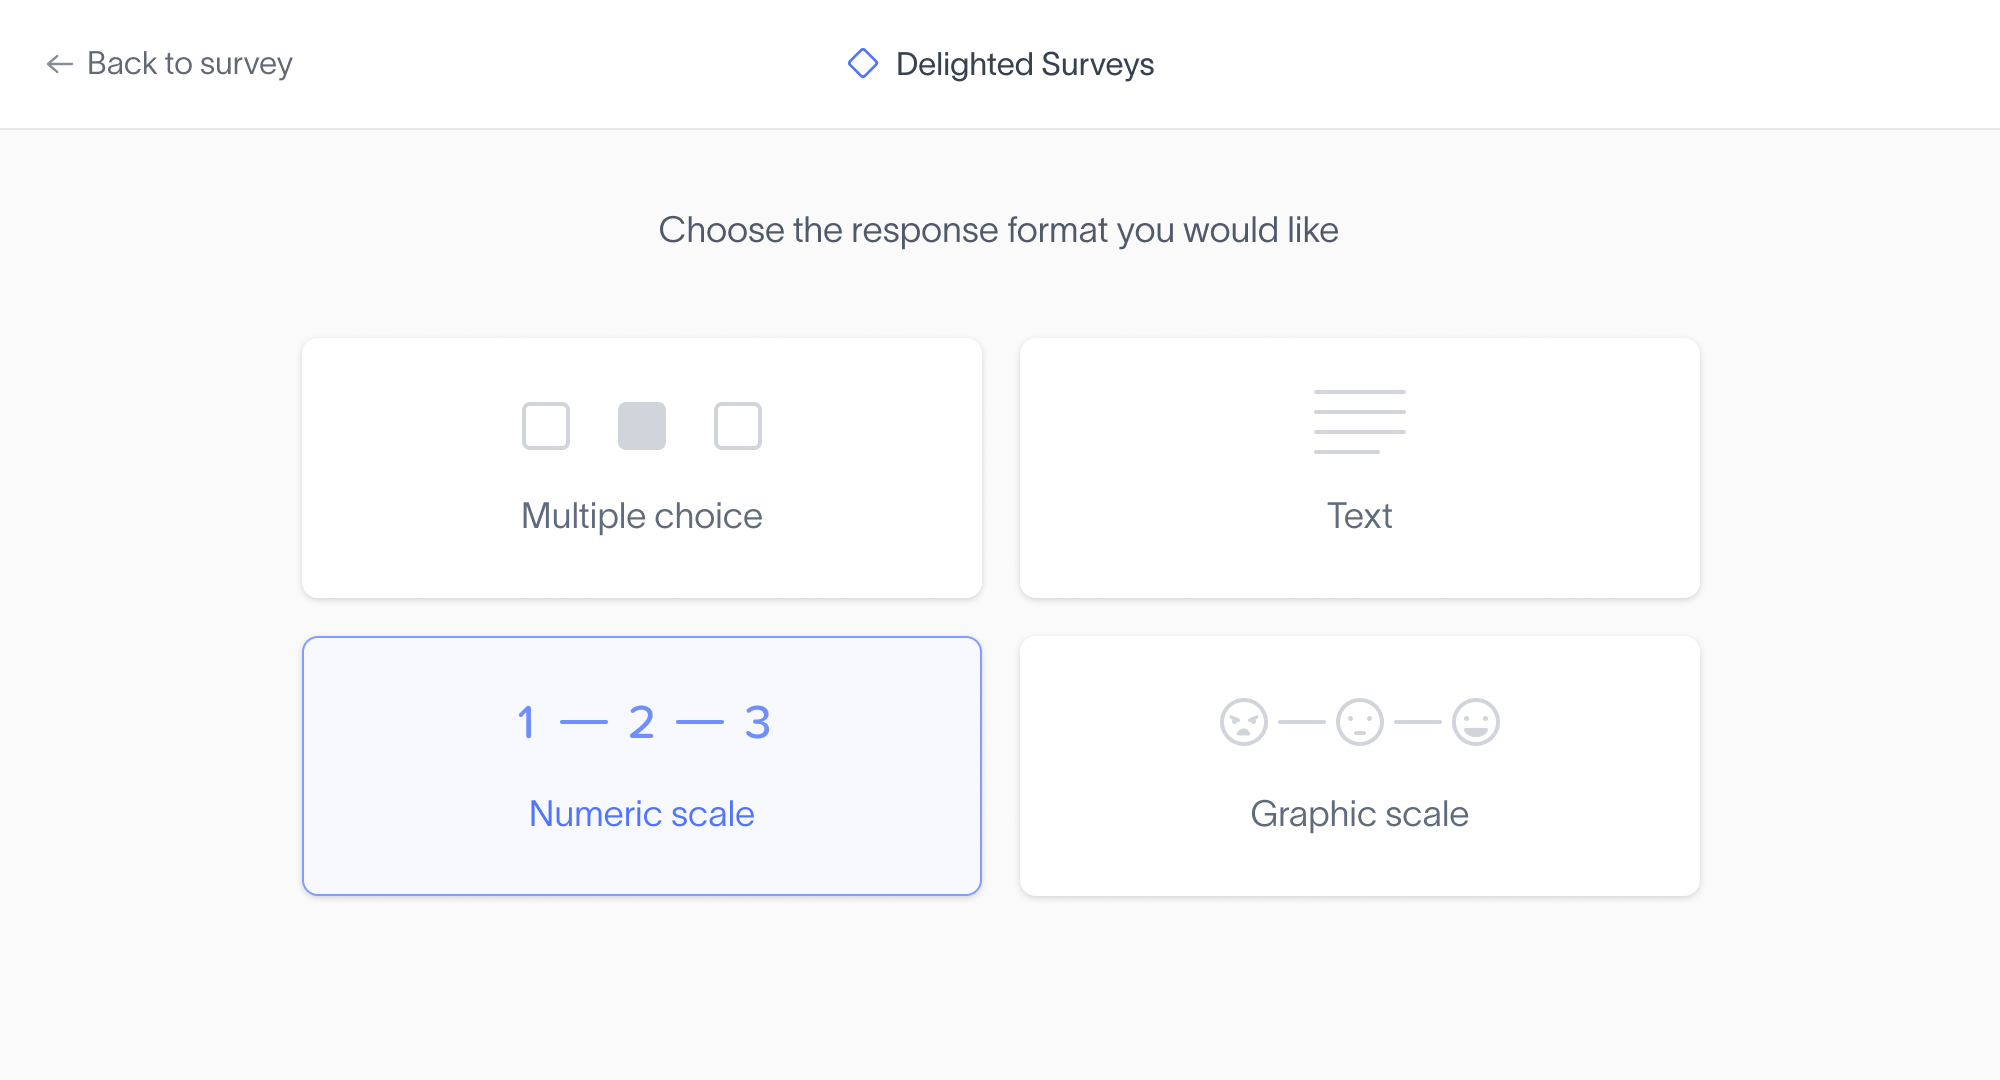 Back to survey
Delighted Surveys
Choose the response format you would like
Multiple choice
Text
1 — 2 — 3
Numeric scale
Graphic scale